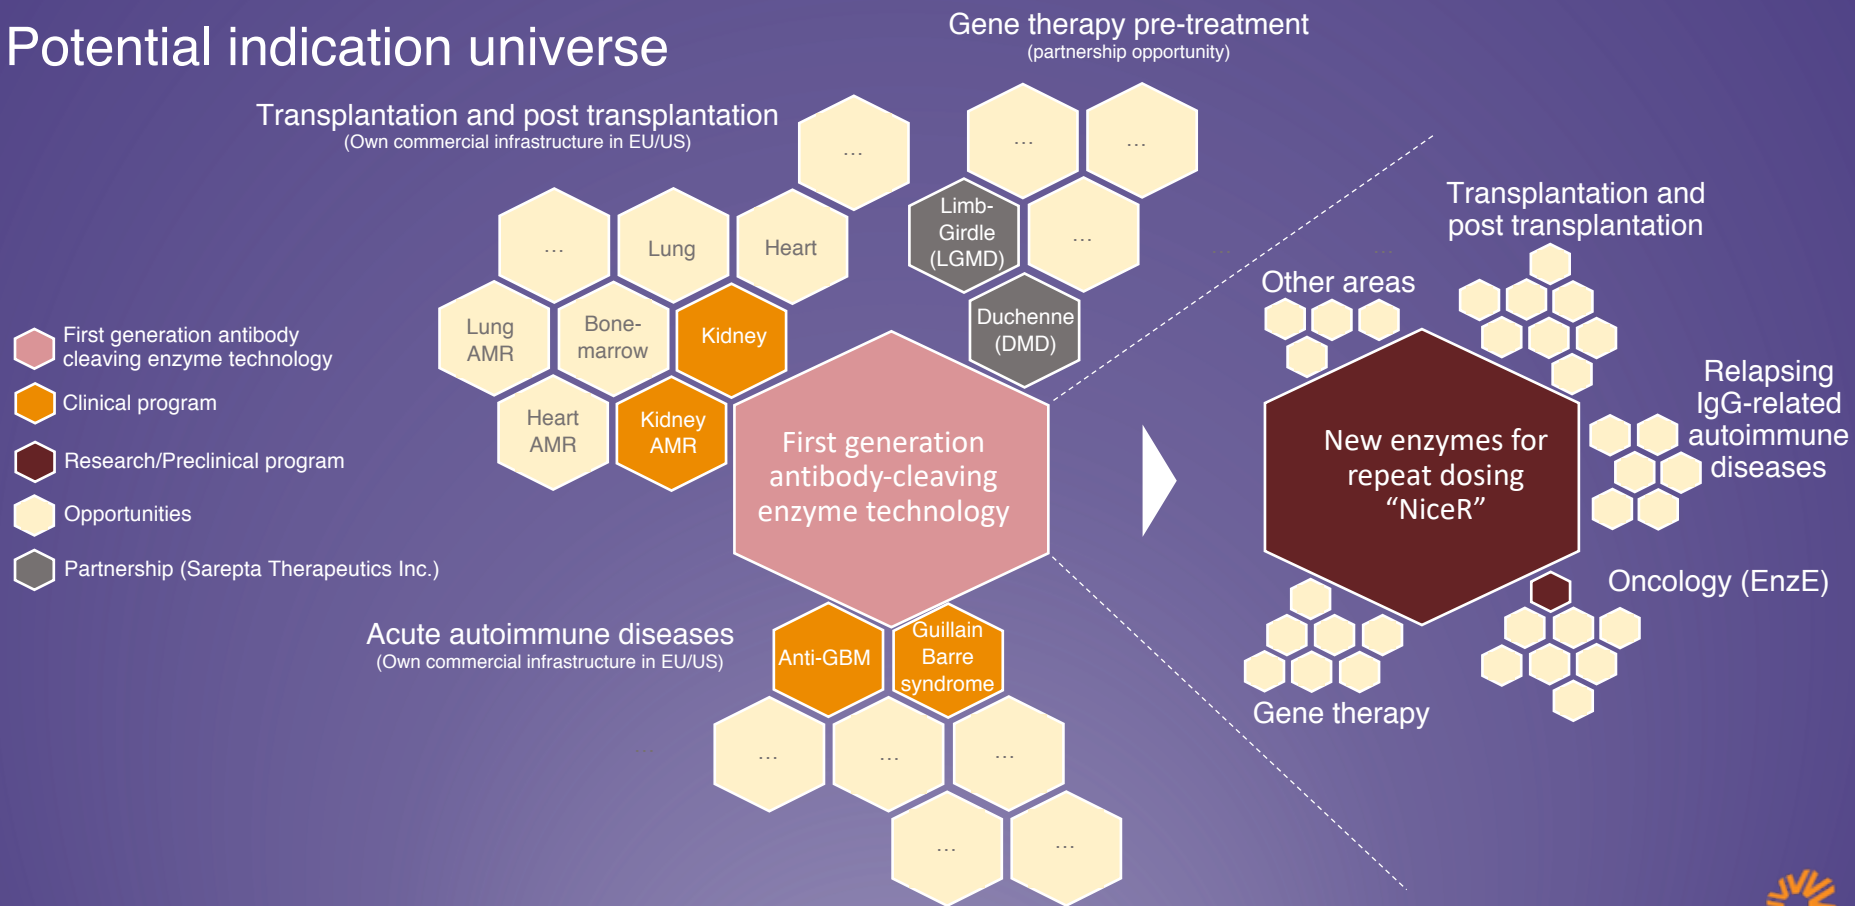 Potential indication universe
Gene therapy pre-treatment
(partnership opportunity)
Transplantation and post transplantation
(Own commercial infrastructure in EU/US)
...
...
...
Limb-
Girdle
(LGMD)
...
...
Lung
Heart
Duchenne
(DMD)
Lung
AMR
Bone-
marrow
Kidney
Heart
AMR
Kidney
AMR
First generation antibody
cleaving enzyme technology
Clinical program
Research/Preclinical program
Opportunities
Partnership (Sarepta Therapeutics Inc.)
First generation
antibody-cleaving
enzyme technology
Acute autoimmune diseases
(Own commercial infrastructure in EU/US)
Anti-GBM
Guillain
Barre
syndrome
...
...
...
...
...
...
...
...
Transplantation and
post transplantation
Other areas
Relapsing
IgG-related
autoimmune
diseases
New enzymes for
repeat dosing
“NiceR”
Oncology (EnzE)
Gene therapy